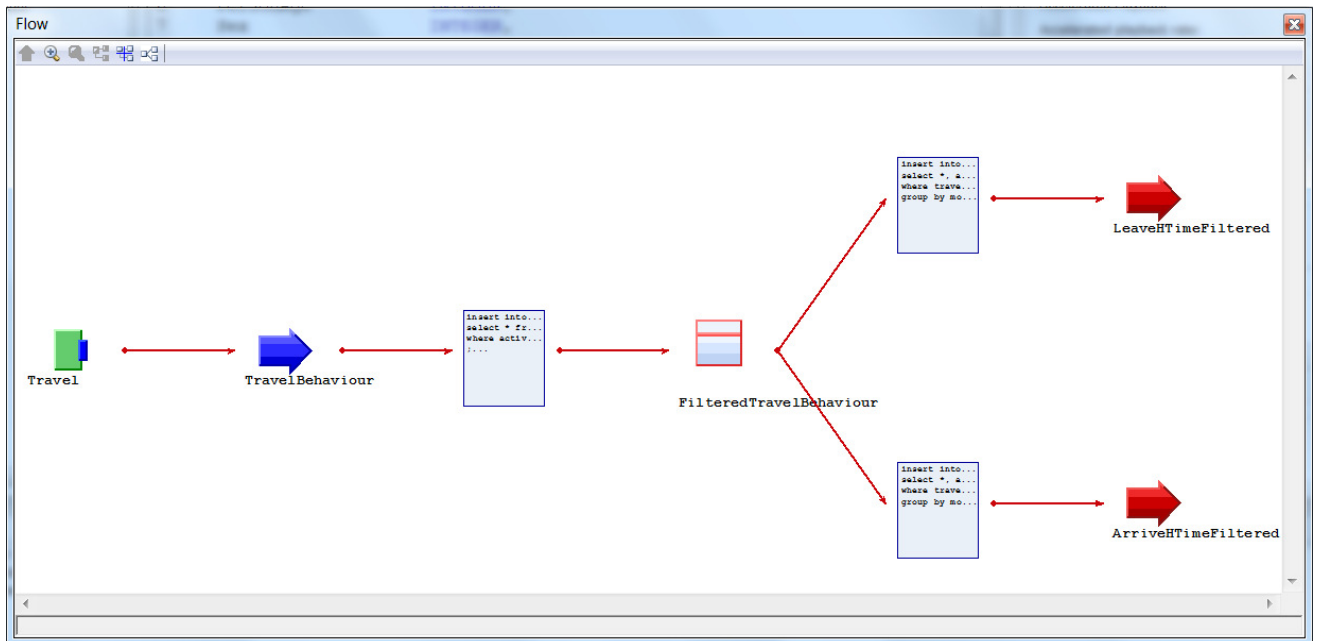 Flow
insert into...
select *, a...
where trave...
group by mo...
LeaveHTimeFiltered
Travel
TravelBehaviour
insert into...
select * fr...
where activ...
;...
FilteredTravelBehaviour
insert into...
select *, a...
where trave...
group by mo...
ArriveHTimeFiltered